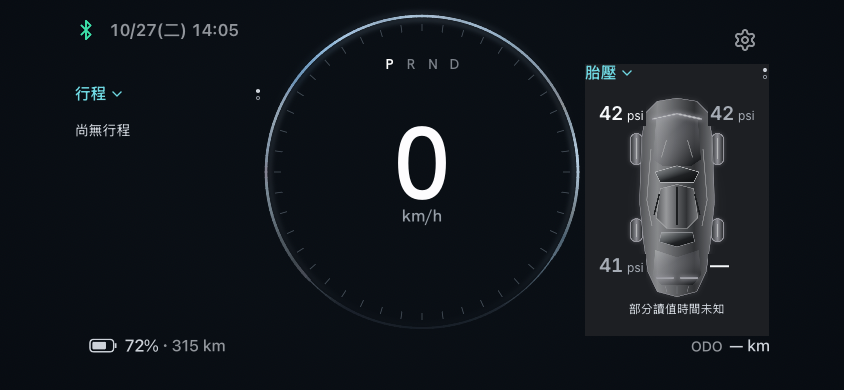 10/27(二) 14:05
P R N D
行程
尚無行程
0
km/h
胎壓
42 psi 42 psi
41 psi —
部分讀值時間未知
72% · 315 km
ODO — km